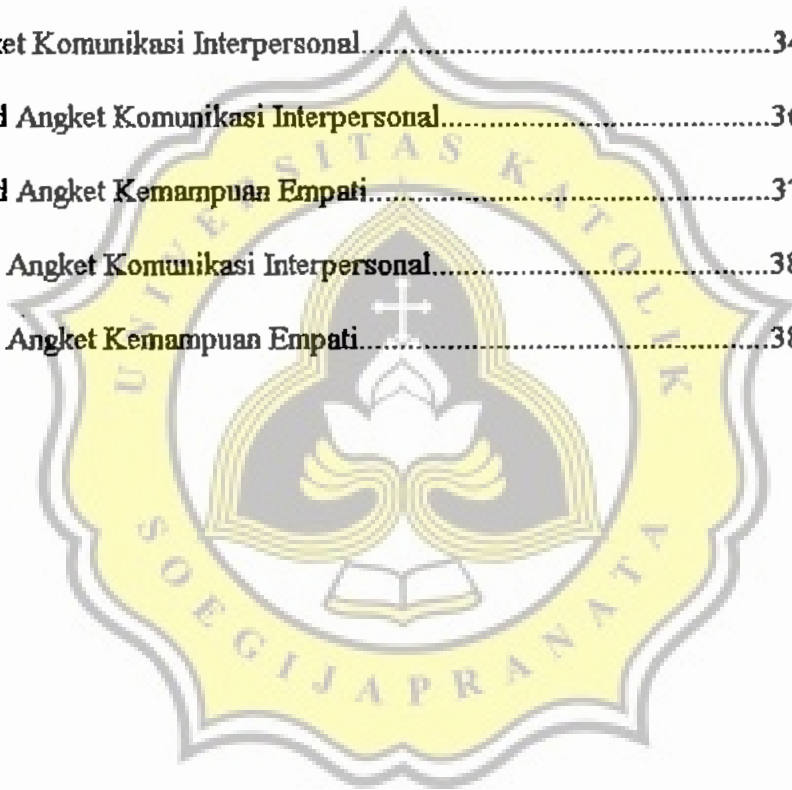 et Komunikasi Interpersonal..............................................34
d Angket Komunikasi Interpersonal....................................36
d Angket Kemampuan Empati.............................................37
Angket Komunikasi Interpersonal......................................38
Angket Kemampuan Empati..............................................38
UNIVERSITAS KATOLIK
SOEGIJAPRANATA